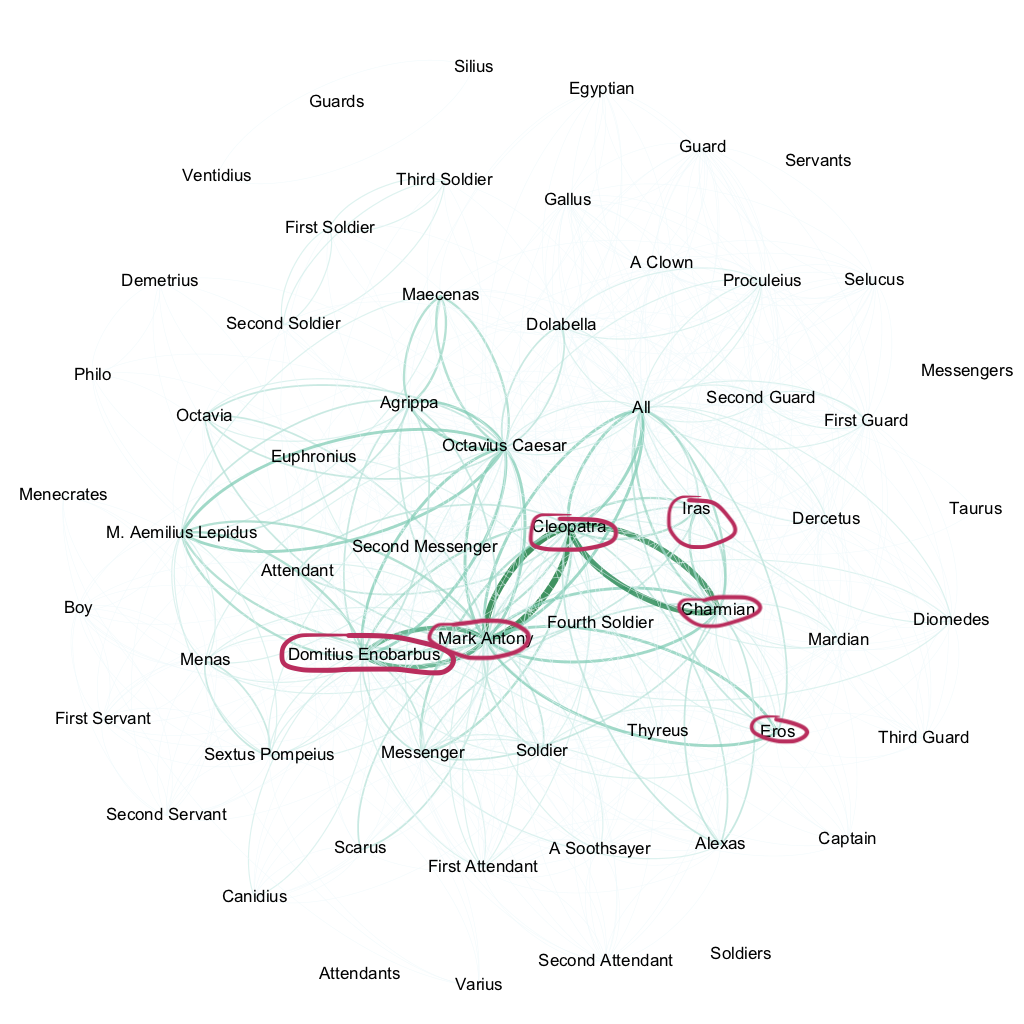 Silius
Egyptian
Guards
Guard
Servants
Ventidius
Third Soldier
Gallus
First Soldier
A Clown
Demetrius
Proculeius
Selucus
Maecenas
Second Soldier
Dolabella
Philo
Messengers
Agrippa
All
Second Guard
Octavia
First Guard
Octavius Caesar
Euphronius
Menecrates
Iras
Taurus
Dercetus
Cleopatra
M. Aemilius Lepidus
Second Messenger
Attendant
Boy
Charmian
Fourth Soldier
Diomedes
Mark Antony
Mardian
Domitius Enobarbus
Menas
First Servant
Thyreus
Eros
Third Guard
Sextus Pompeius
Messenger
Soldier
Second Servant
Captain
Scarus
A Soothsayer
Alexas
First Attendant
Canidius
Second Attendant
Soldiers
Attendants
Varius